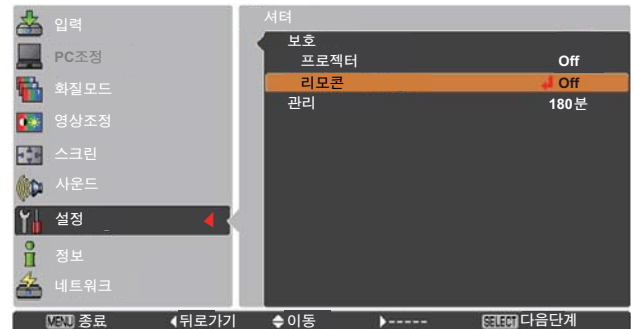 입력
PC조정
화질모드
영상조정
스크린
사운드
설정
정보
네트워크
셔터
보호
프로젝터 Off
리모콘 Off
관리 180분
MENU 종료 뒤로가기 이동 ----- SELECT 다음단계